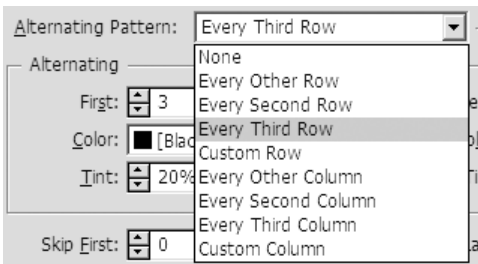 Alternating Pattern: Every Third Row
None
Alternating
Every Other Row
First: 3 Every Second Row
Every Third Row
Color: [Blac
Custom Row
Tint: 20% Every Other Column
Every Second Column
Every Third Column
Skip First: 0 Custom Column